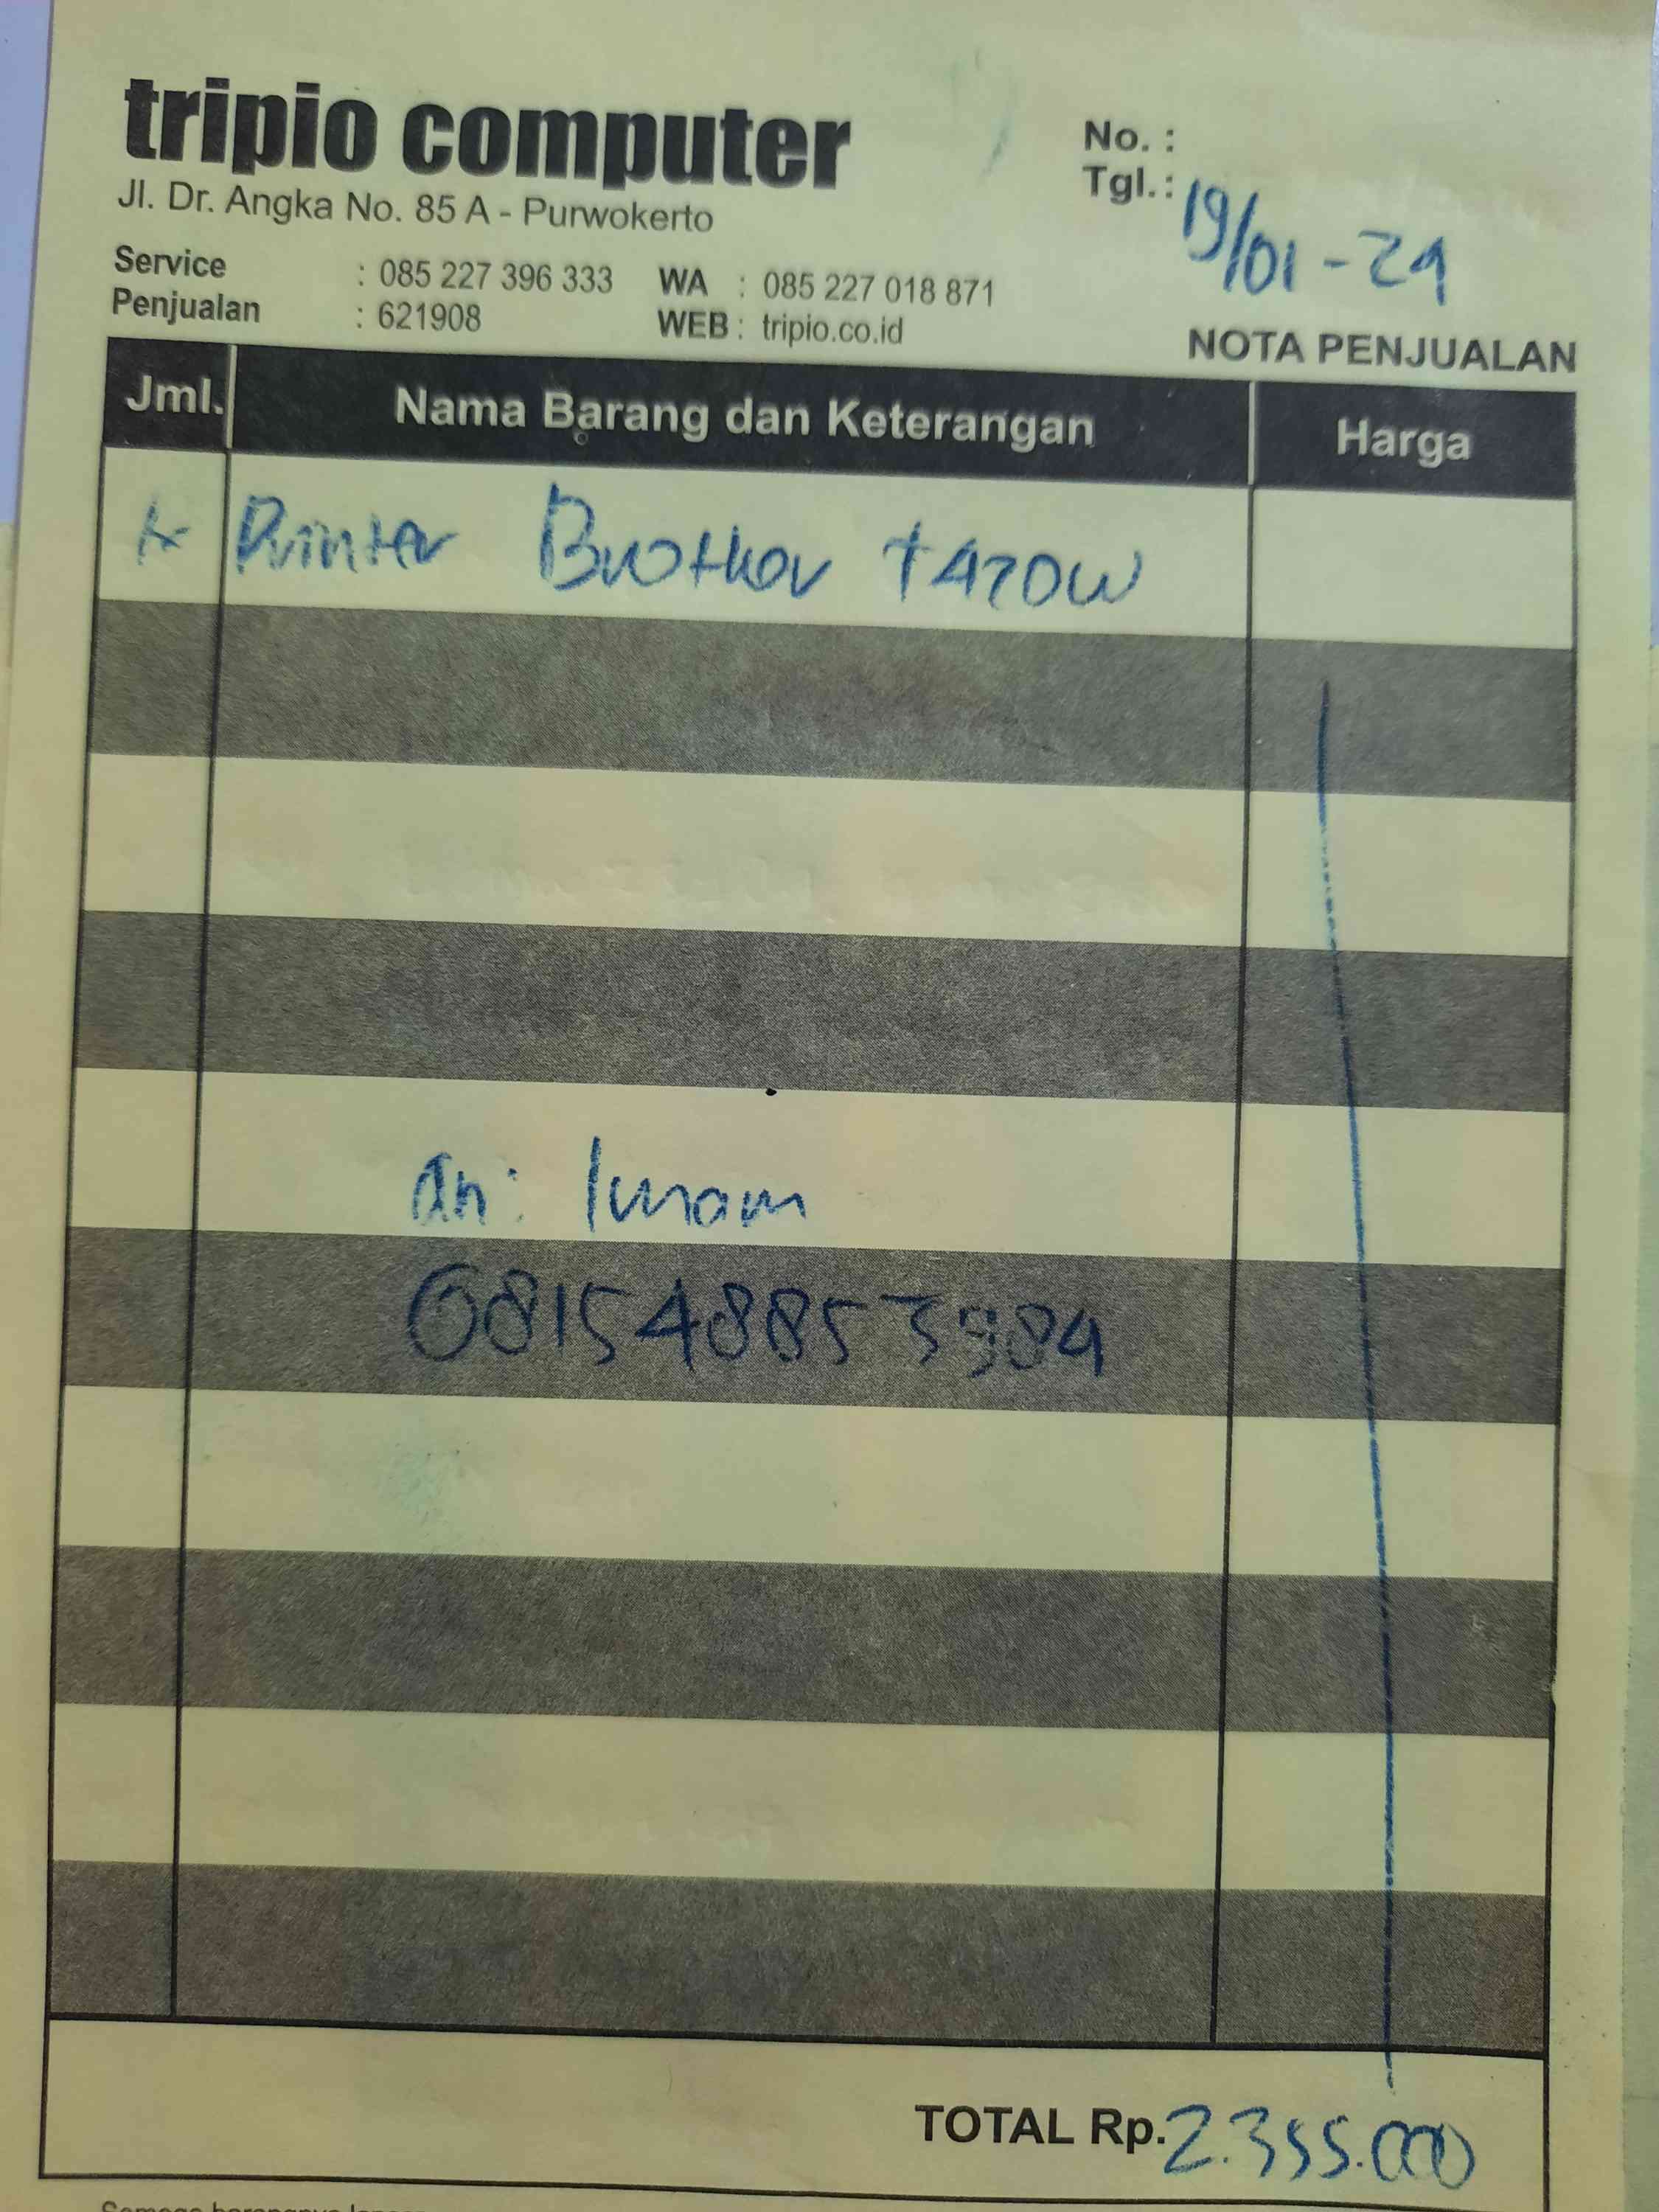 tripio computer
Jl. Dr. Angka No. 85 A - Purwokerto
No. :
Tgl. : 19/01-24
Service : 085 227 396 333 WA : 085 227 018 871
Penjualan : 621908 WEB : tripio.co.id
NOTA PENJUALAN
Jml. Nama Barang dan Keterangan Harga
Printer Brother T420W
An: Imam
TOTAL Rp. 2.355.000